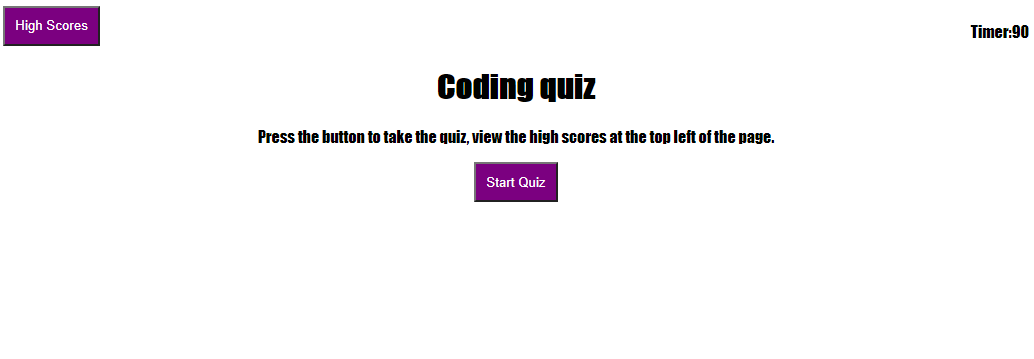 High Scores
Timer:90
Coding quiz
Press the button to take the quiz, view the high scores at the top left of the page.
Start Quiz